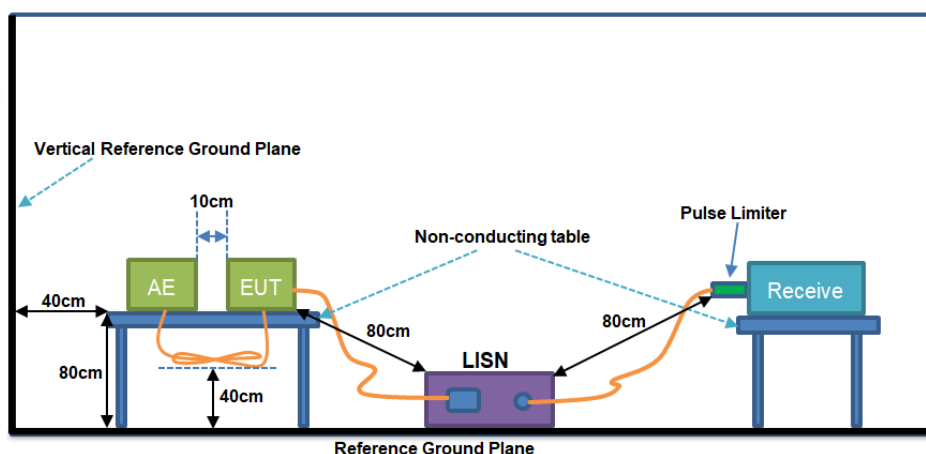 Vertical Reference Ground Plane
10cm
Pulse Limiter
Non-conducting table
AE
EUT
Receive
40cm
80cm
80cm
LISN
80cm
40cm
Reference Ground Plane